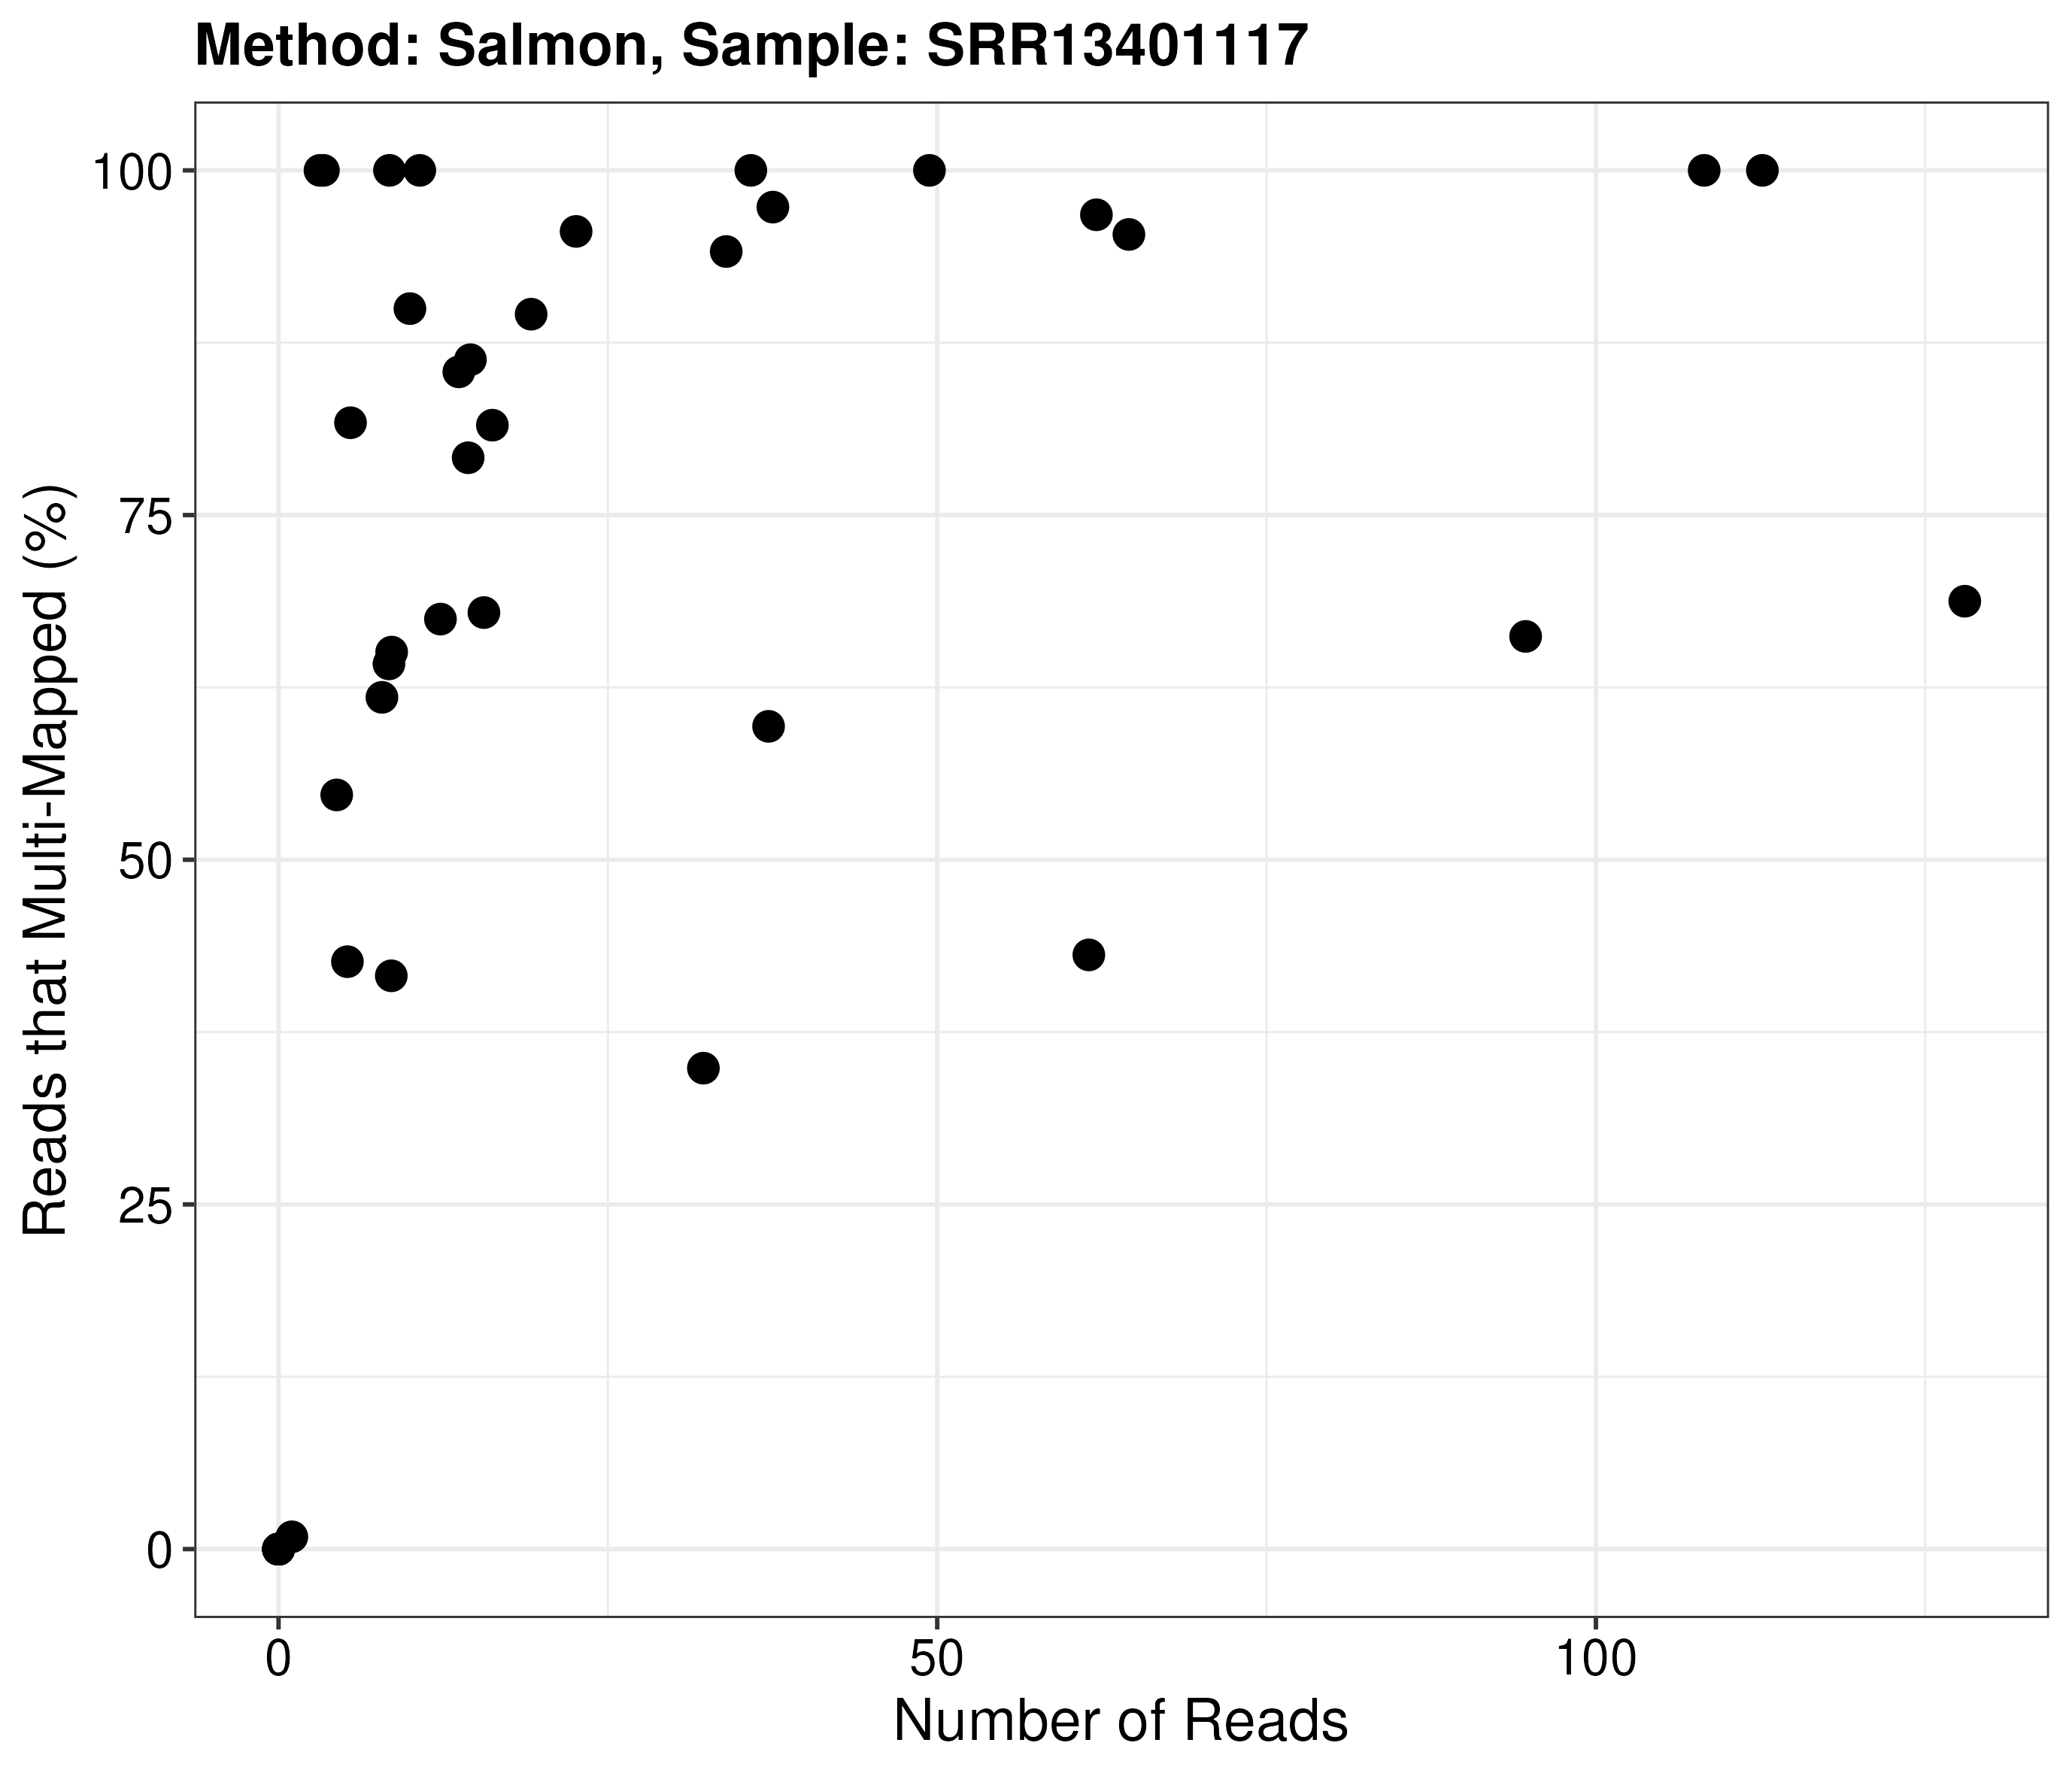 Method: Salmon, Sample: SRR13401117
Reads that Multi-Mapped (%)
100
75
50
25
0
0 50 100
Number of Reads